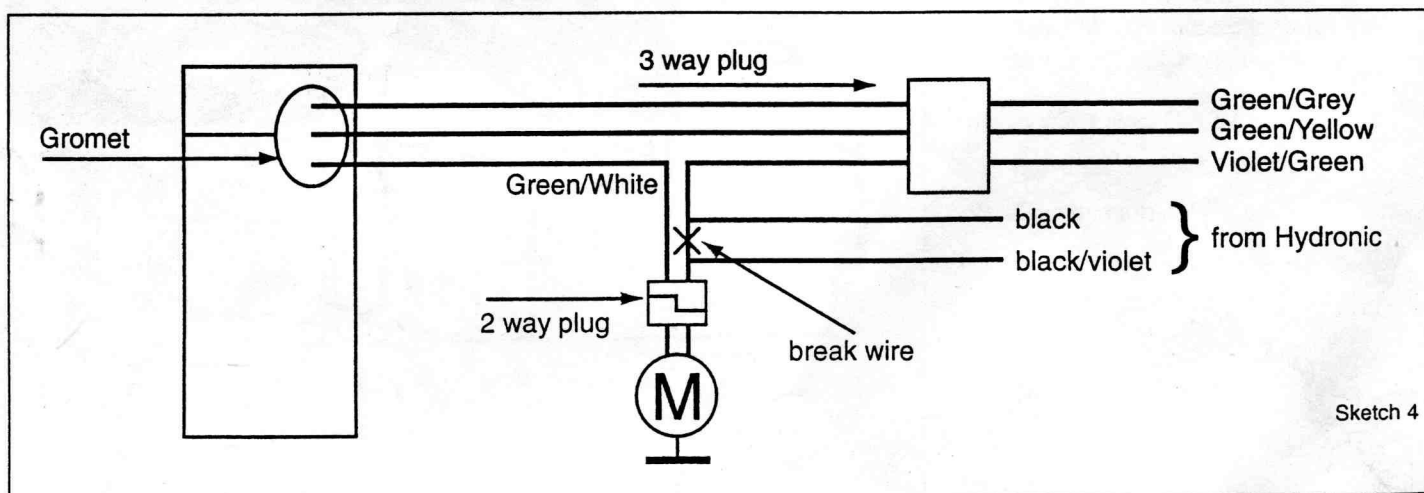 3 way plug
Gromet
Green/Grey
Green/Yellow
Violet/Green
Green/White
black
black/violet
from Hydronic
2 way plug
break wire
M
Sketch 4